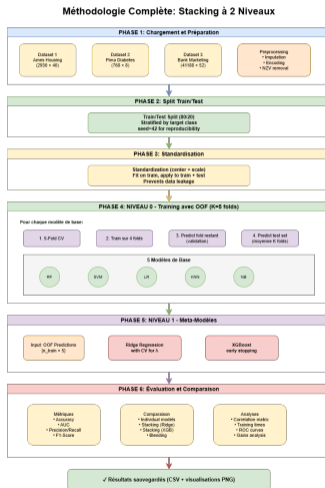 Méthodologie Complète: Stacking à 2 Niveaux
PHASE 1: Chargement et Préparation
Dataset 1
Ames Housing
(2930 × 46)
Dataset 2
Pima Diabetes
(768 × 8)
Dataset 3
Bank Marketing
(41188 × 52)
Preprocessing
• Imputation
• Encoding
• NZV removal
PHASE 2: Split Train/Test
Train/Test Split (80/20)
Stratified by target class
seed=42 for reproducibility
PHASE 3: Standardisation
Standardisation (center + scale)
Fit on train, apply to train + test
Prevents data leakage
PHASE 4: NIVEAU 0 - Training avec OOF (K=5 folds)
Pour chaque modèle de base:
1. 5-Fold CV
2. Train sur 4 folds
3. Predict fold restant
(validation)
4. Predict test set
(moyenne K folds)
5 Modèles de Base
RF
SVM
LR
KNN
NB
PHASE 5: NIVEAU 1 - Meta-Modèles
Input: OOF Predictions
[n_train × 5]
Ridge Regression
with CV for λ
XGBoost
early stopping
PHASE 6: Évaluation et Comparaison
Métriques
• Accuracy
• AUC
• Precision/Recall
• F1-Score
Comparaison
• Individual models
• Stacking (Ridge)
• Stacking (XGB)
• Blending
Analyses
• Correlation matrix
• Training times
• ROC curves
• Gains analysis
✓ Résultats sauvegardés (CSV + visualisations PNG)